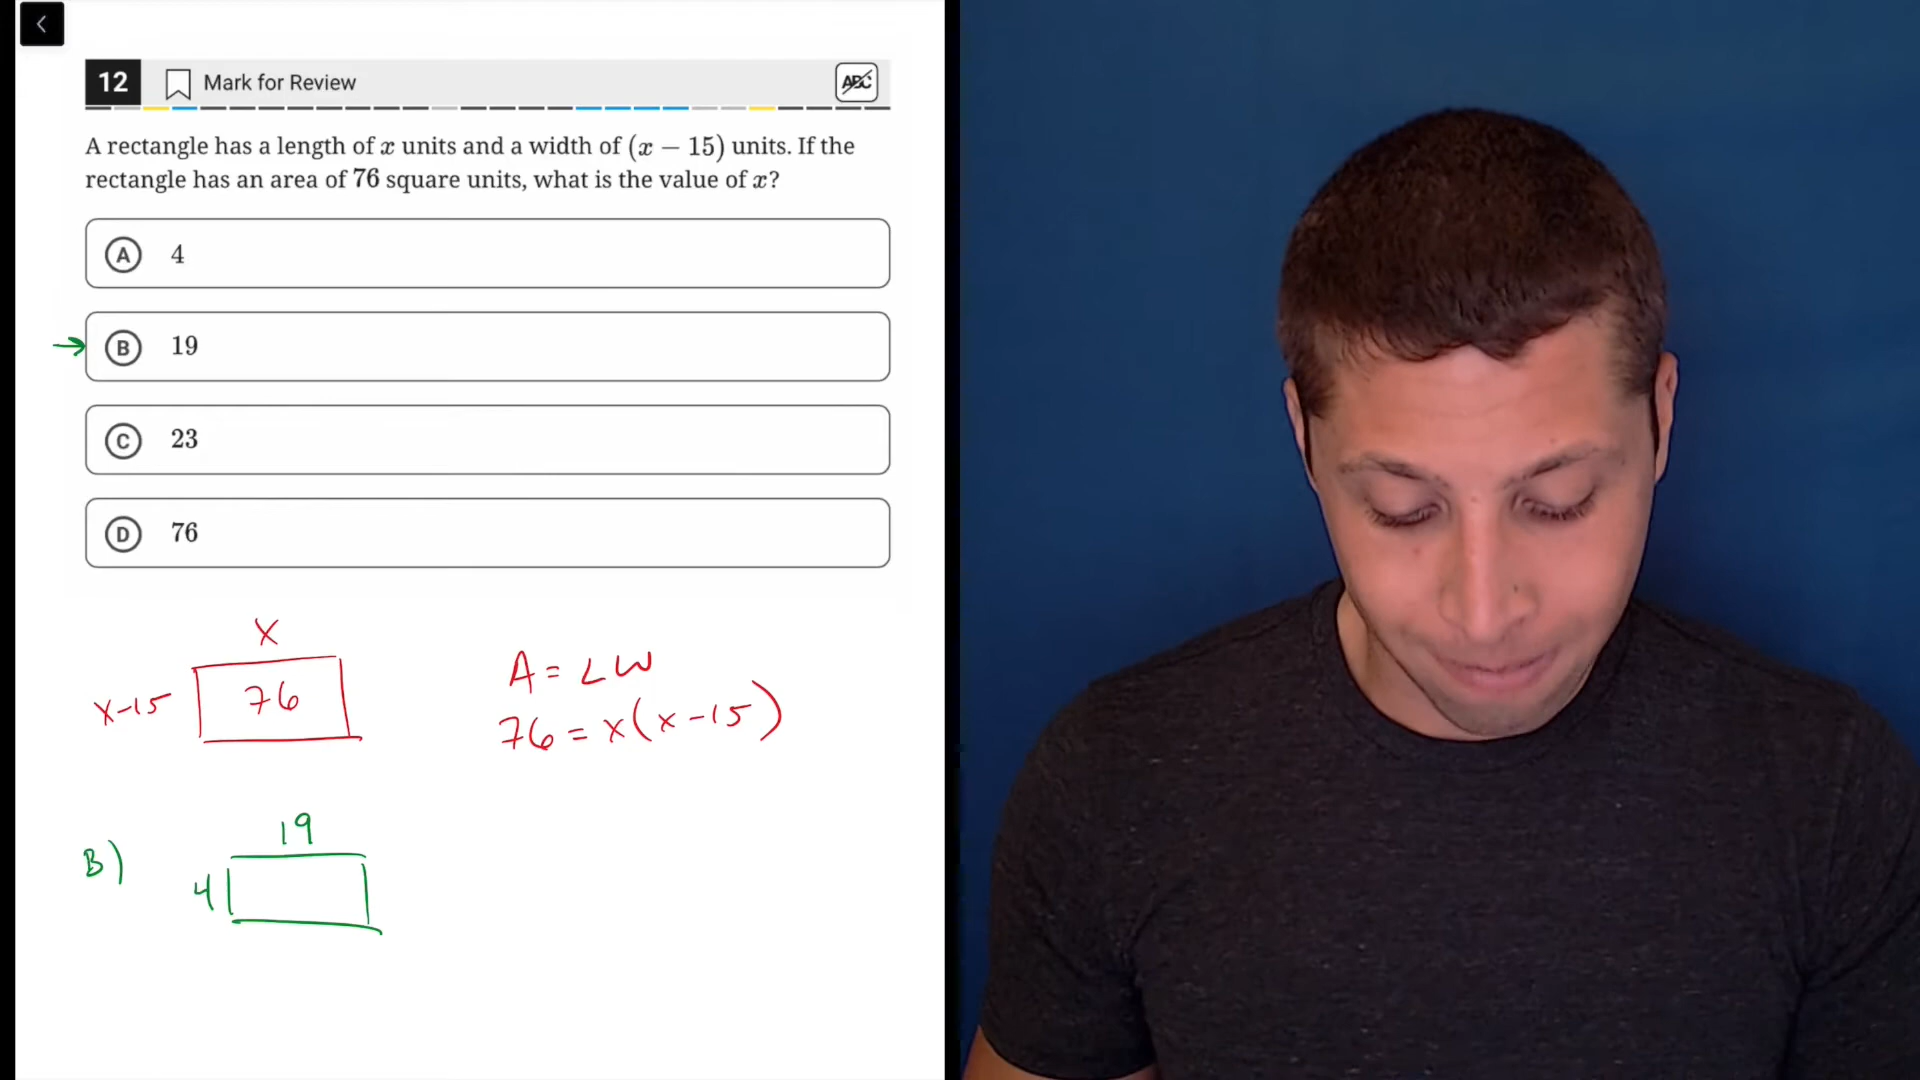 12 Mark for Review ABC
A rectangle has a length of x units and a width of (x − 15) units. If the
rectangle has an area of 76 square units, what is the value of x?
A 4
B 19
C 23
D 76
x
x-15 76
A = LW
76 = x(x-15)
B) 19
4